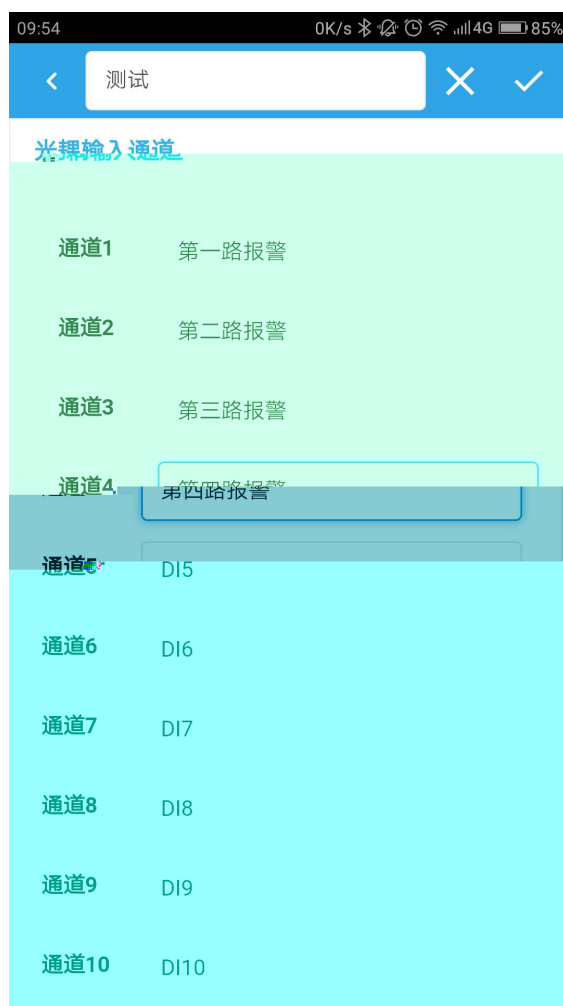 09:54 0K/s 4G 85%
测试
光耦输入通道
通道1 第一路报警
通道2 第二路报警
通道3 第三路报警
通道4 第四路报警
通道5 DI5
通道6 DI6
通道7 DI7
通道8 DI8
通道9 DI9
通道10 DI10